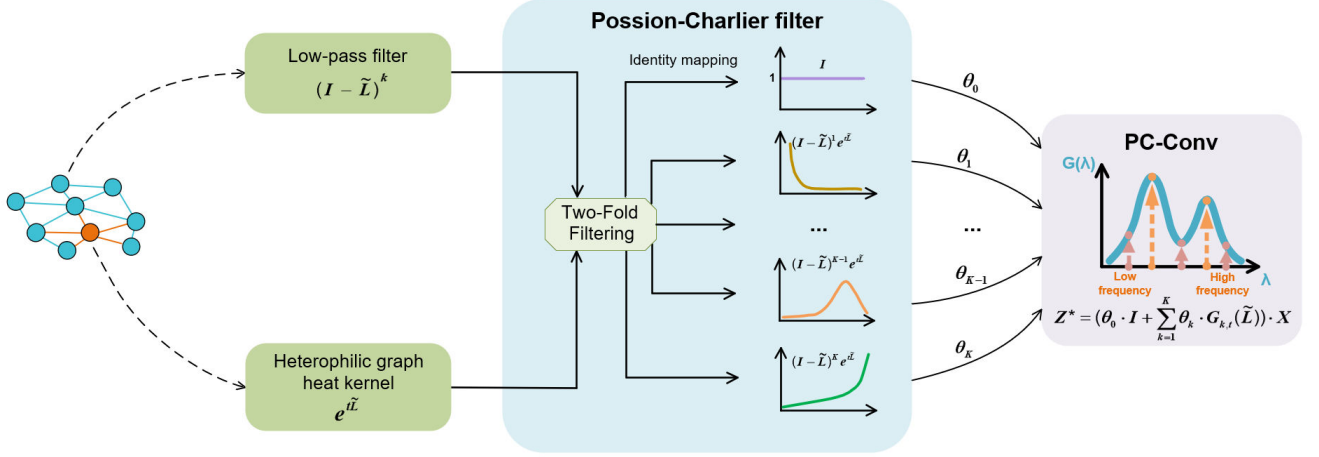 Possion-Charlier filter
Low-pass filter
(I − L̃)^k
Heterophilic graph
heat kernel
e^{tL̃}
Two-Fold
Filtering
Identity mapping
I
1
(I − L̃)^1 e^{tL̃}
...
(I − L̃)^{K−1} e^{tL̃}
(I − L̃)^K e^{tL̃}
θ_0
θ_1
...
θ_{K−1}
θ_K
PC-Conv
G(λ)
Low
frequency
High
frequency
λ
Z* = (θ_0 · I + ∑_{k=1}^{K} θ_k · G_{k,t}(L̃)) · X